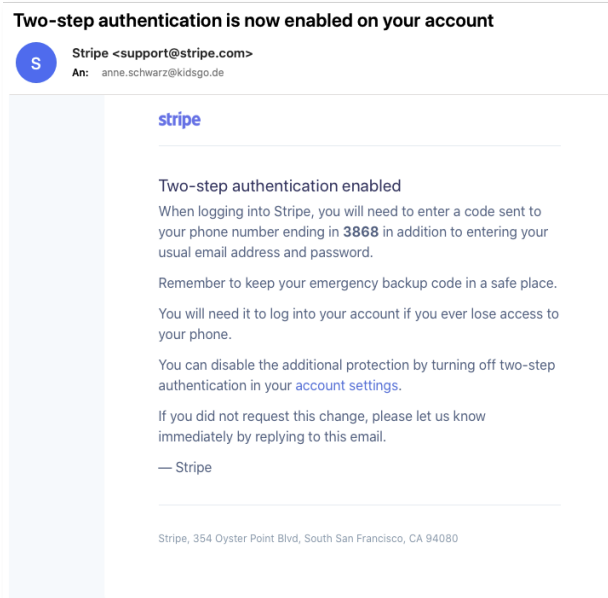 Two-step authentication is now enabled on your account
S
Stripe <support@stripe.com>
An: anne.schwarz@kidsgo.de
stripe
Two-step authentication enabled
When logging into Stripe, you will need to enter a code sent to
your phone number ending in 3868 in addition to entering your
usual email address and password.
Remember to keep your emergency backup code in a safe place.
You will need it to log into your account if you ever lose access to
your phone.
You can disable the additional protection by turning off two-step
authentication in your account settings.
If you did not request this change, please let us know
immediately by replying to this email.
— Stripe
Stripe, 354 Oyster Point Blvd, South San Francisco, CA 94080